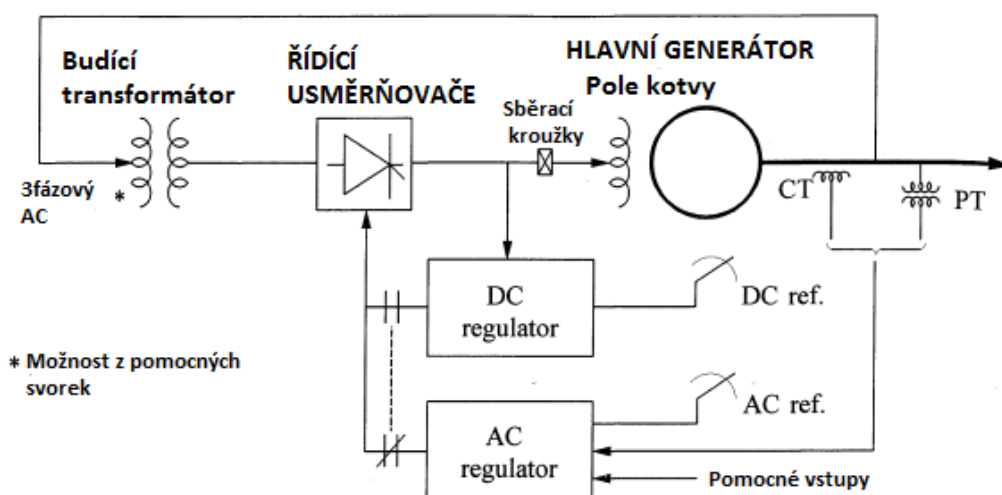 Budící
transformátor
ŘÍDÍCÍ
USMĚRŇOVAČE
HLAVNÍ GENERÁTOR
Pole kotvy
Sběrací
kroužky
3fázový
AC
*
CT
PT
DC
regulator
DC ref.
* Možnost z pomocných
svorek
AC
regulator
AC ref.
Pomocné vstupy